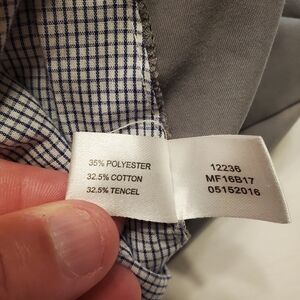 35% POLYESTER
32.5% COTTON
32.5% TENCEL
12236
MF16B17
05152016